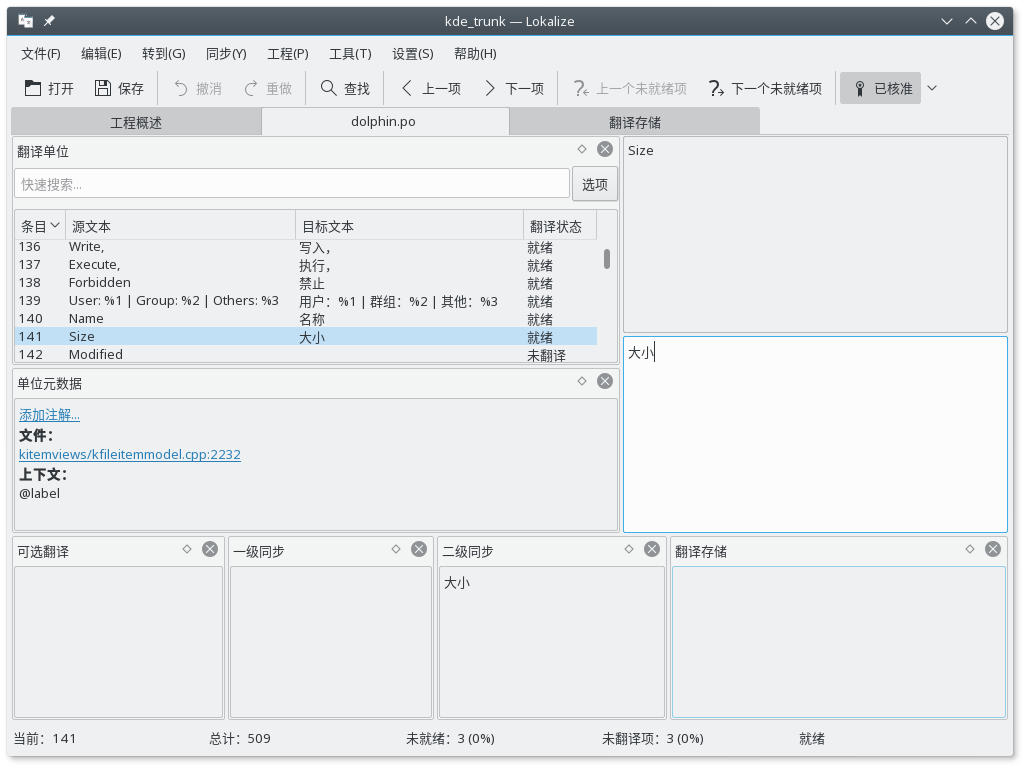 kde_trunk — Lokalize
文件(F) 编辑(E) 转到(G) 同步(Y) 工程(P) 工具(T) 设置(S) 帮助(H)
打开 保存 撤消 重做 查找 上一项 下一项 上一个未就绪项 下一个未就绪项 已核准
工程概述 dolphin.po 翻译存储
翻译单位
快速搜索... 选项
条目 源文本 目标文本 翻译状态
136 Write, 写入， 就绪
137 Execute, 执行， 就绪
138 Forbidden 禁止 就绪
139 User: %1 | Group: %2 | Others: %3 用户：%1 | 群组：%2 | 其他：%3 就绪
140 Name 名称 就绪
141 Size 大小 就绪
142 Modified 未翻译
Size
大小
单位元数据
添加注解...
文件：
kitemviews/kfileitemmodel.cpp:2232
上下文：
@label
可选翻译 一级同步 二级同步 翻译存储
大小
当前：141 总计：509 未就绪：3 (0%) 未翻译项：3 (0%) 就绪